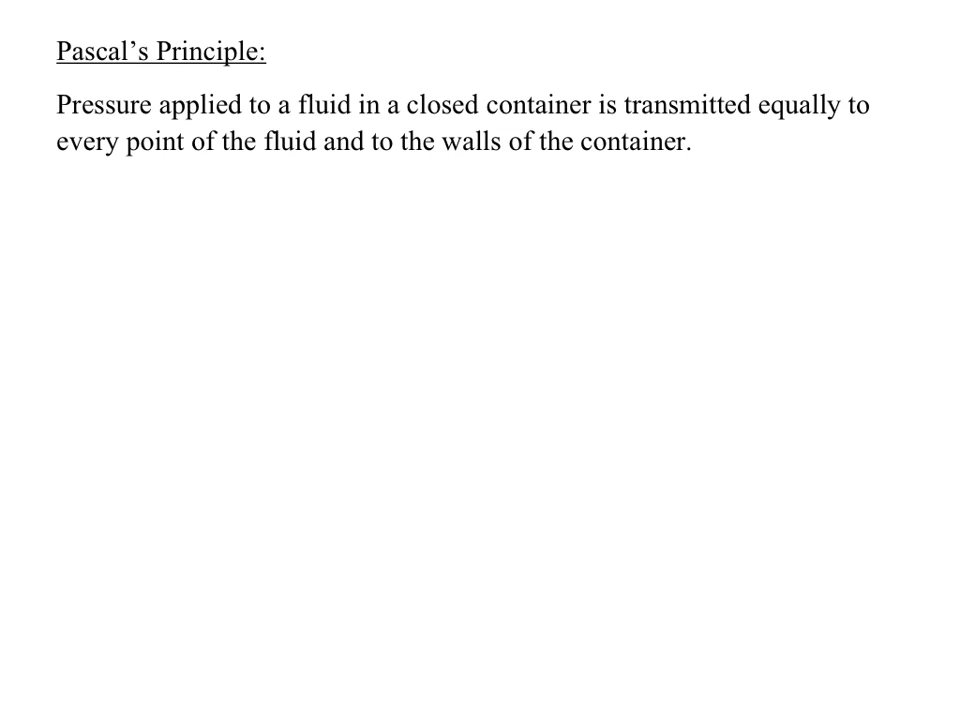 Pascal’s Principle:
Pressure applied to a fluid in a closed container is transmitted equally to
every point of the fluid and to the walls of the container.